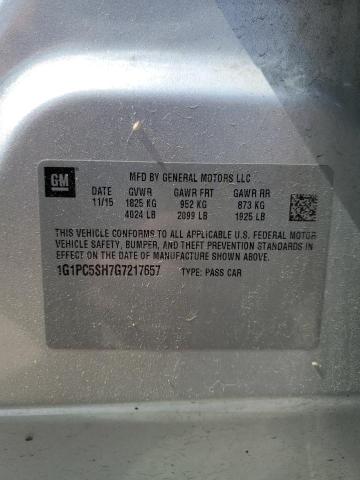 GM
MFD BY GENERAL MOTORS LLC
DATE GVWR GAWR FRT GAWR RR
11/15 1825 KG 952 KG 873 KG
4024 LB 2099 LB 1925 LB
THIS VEHICLE CONFORMS TO ALL APPLICABLE U.S. FEDERAL MOTOR
VEHICLE SAFETY, BUMPER, AND THEFT PREVENTION STANDARDS
IN EFFECT ON THE DATE OF MANUFACTURE SHOWN ABOVE.
1G1PC5SH7G7217657 TYPE: PASS CAR